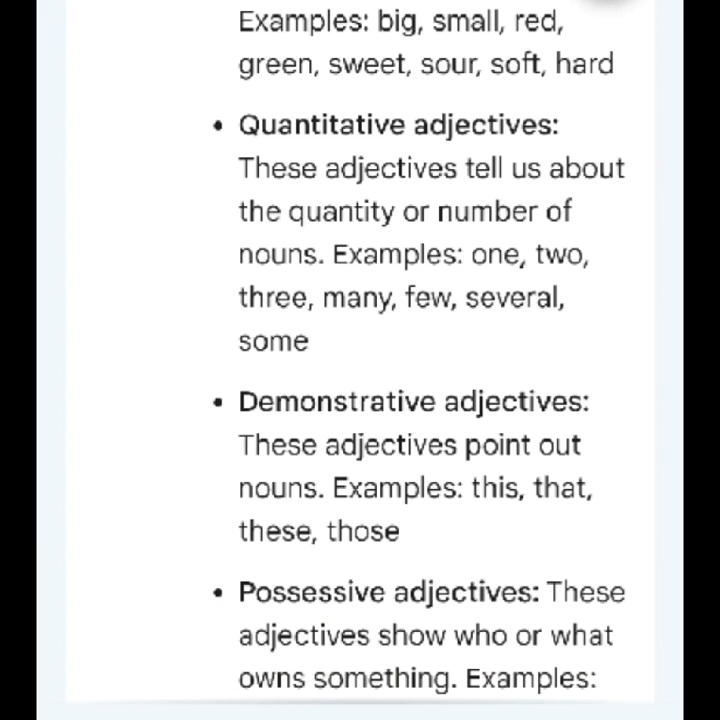 Examples: big, small, red,
green, sweet, sour, soft, hard
• Quantitative adjectives:
These adjectives tell us about
the quantity or number of
nouns. Examples: one, two,
three, many, few, several,
some
• Demonstrative adjectives:
These adjectives point out
nouns. Examples: this, that,
these, those
• Possessive adjectives: These
adjectives show who or what
owns something. Examples: